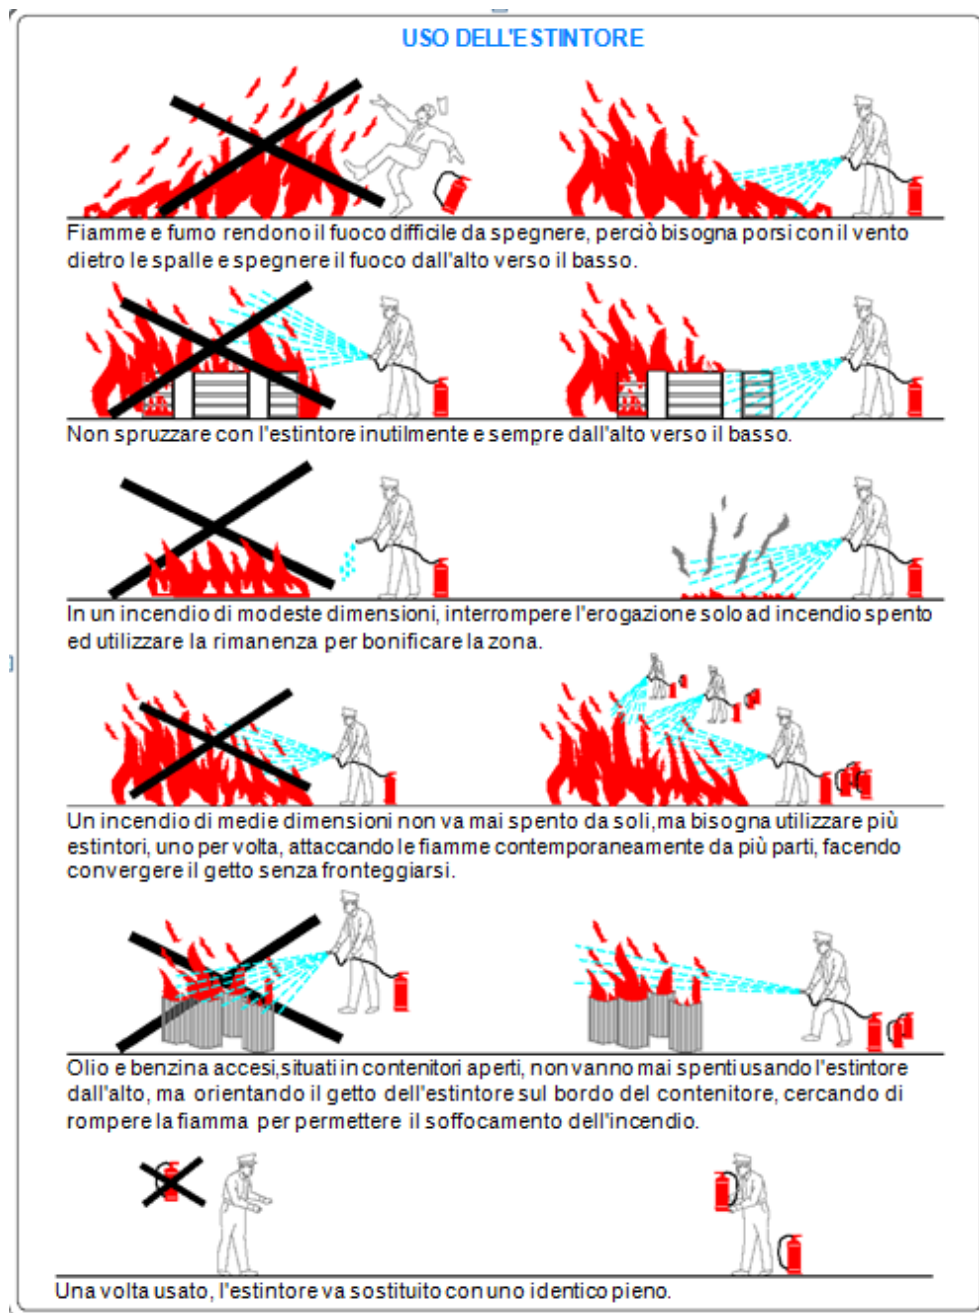 USO DELL'ESTINTORE
Fiamme e fumo rendono il fuoco difficile da spegnere, perciò bisogna porsi con il vento
dietro le spalle e spegnere il fuoco dall'alto verso il basso.
Non spruzzare con l'estintore inutilmente e sempre dall'alto verso il basso.
In un incendio di modeste dimensioni, interrompere l'erogazione solo ad incendio spento
ed utilizzare la rimanenza per bonificare la zona.
Un incendio di medie dimensioni non va mai spento da soli, ma bisogna utilizzare più
estintori, uno per volta, attaccando le fiamme contemporaneamente da più parti, facendo
convergere il getto senza fronteggiarsi.
Olio e benzina accesi, situati in contenitori aperti, non vanno mai spenti usando l'estintore
dall'alto, ma orientando il getto dell'estintore sul bordo del contenitore, cercando di
rompere la fiamma per permettere il soffocamento dell'incendio.
Una volta usato, l'estintore va sostituito con uno identico pieno.